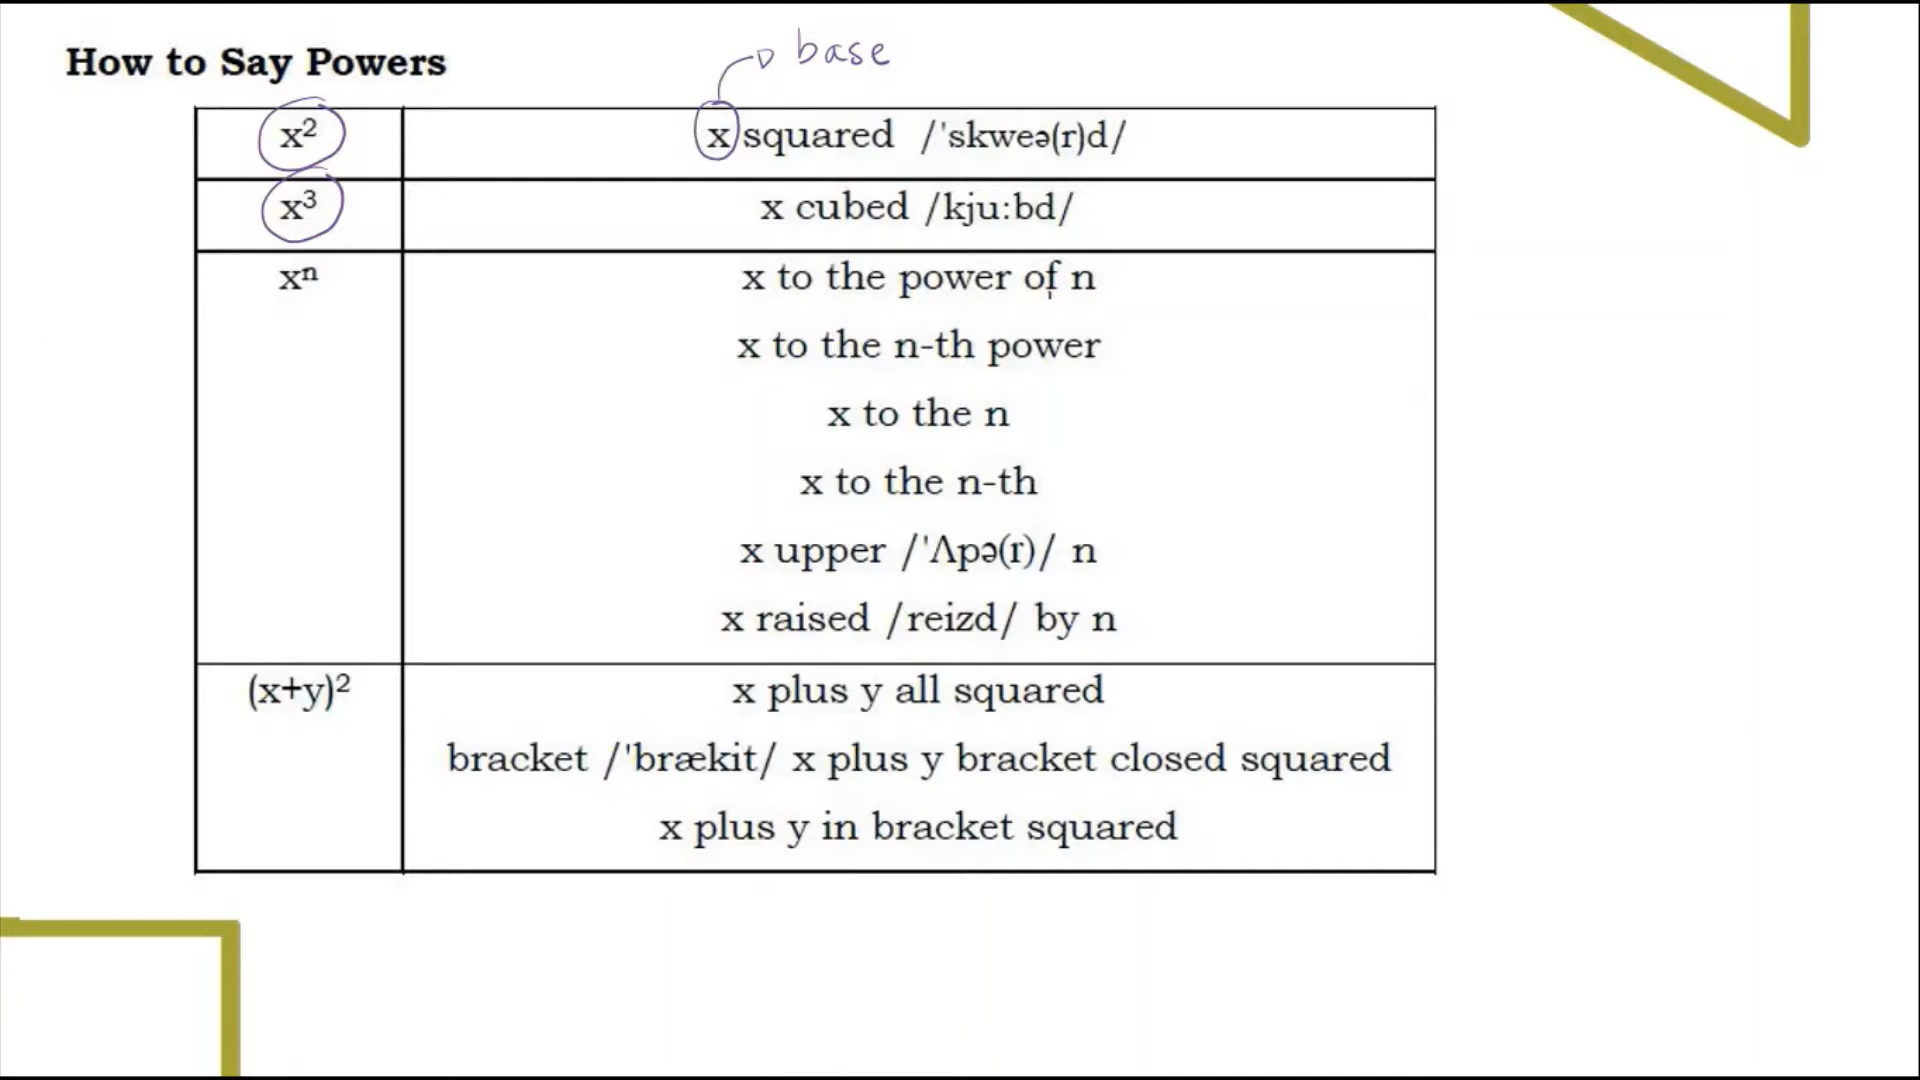 How to Say Powers
base
x² x squared /ˈskweə(r)d/
x³ x cubed /kju:bd/
xⁿ x to the power of n
x to the n-th power
x to the n
x to the n-th
x upper /'Λpə(r)/ n
x raised /reizd/ by n
(x+y)² x plus y all squared
bracket /'brækit/ x plus y bracket closed squared
x plus y in bracket squared